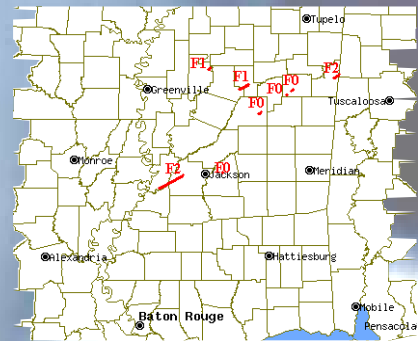 Tupelo
F1
F1
F0
F2
F0
Greenville
F0
Tuscaloosa
Monroe
F2
F0
Jackson
Meridian
Alexandria
Hattiesburg
Mobile
Baton Rouge
Pensacola